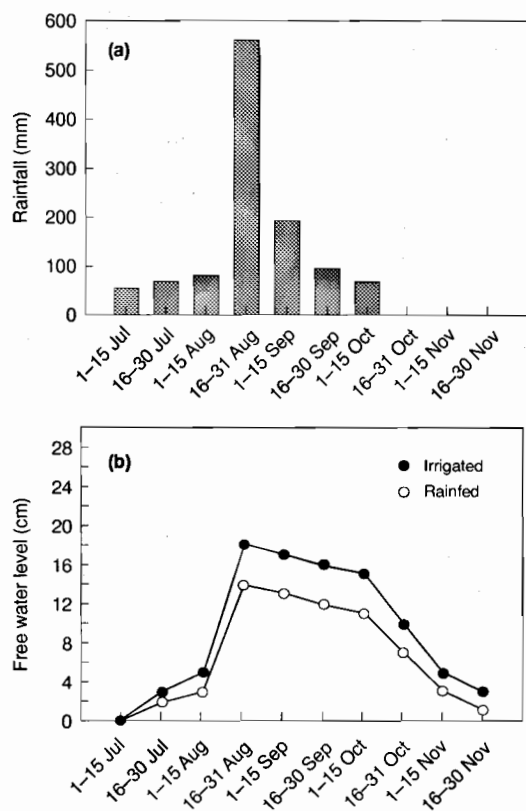 (a)
Rainfall (mm)
600
500
400
300
200
100
0
1–15 Jul
16–30 Jul
1–15 Aug
16–31 Aug
1–15 Sep
16–30 Sep
1–15 Oct
16–31 Oct
1–15 Nov
16–30 Nov
(b)
Irrigated
Rainfed
Free water level (cm)
28
24
20
16
12
8
4
0
1–15 Jul
16–30 Jul
1–15 Aug
16–31 Aug
1–15 Sep
16–30 Sep
1–15 Oct
16–31 Oct
1–15 Nov
16–30 Nov